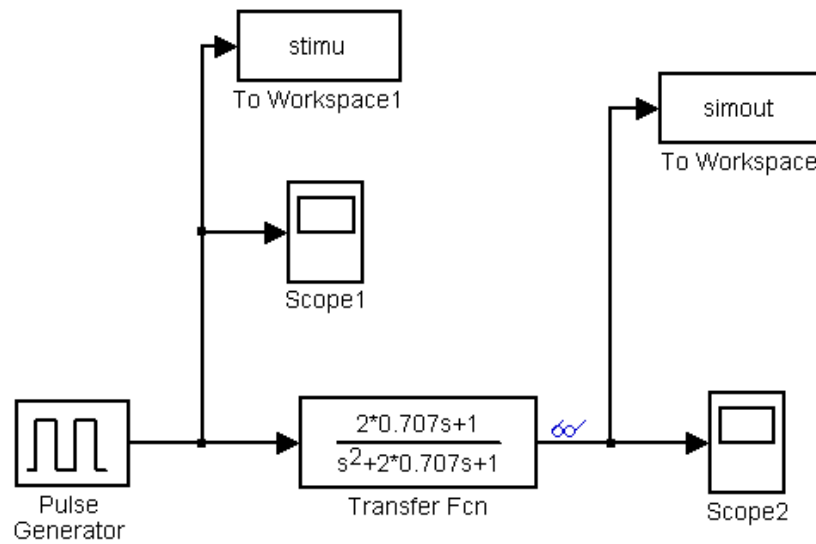 stimu
To Workspace1
simout
To Workspace
Scope1
2*0.707s+1
s²+2*0.707s+1
Transfer Fcn
Pulse
Generator
Scope2